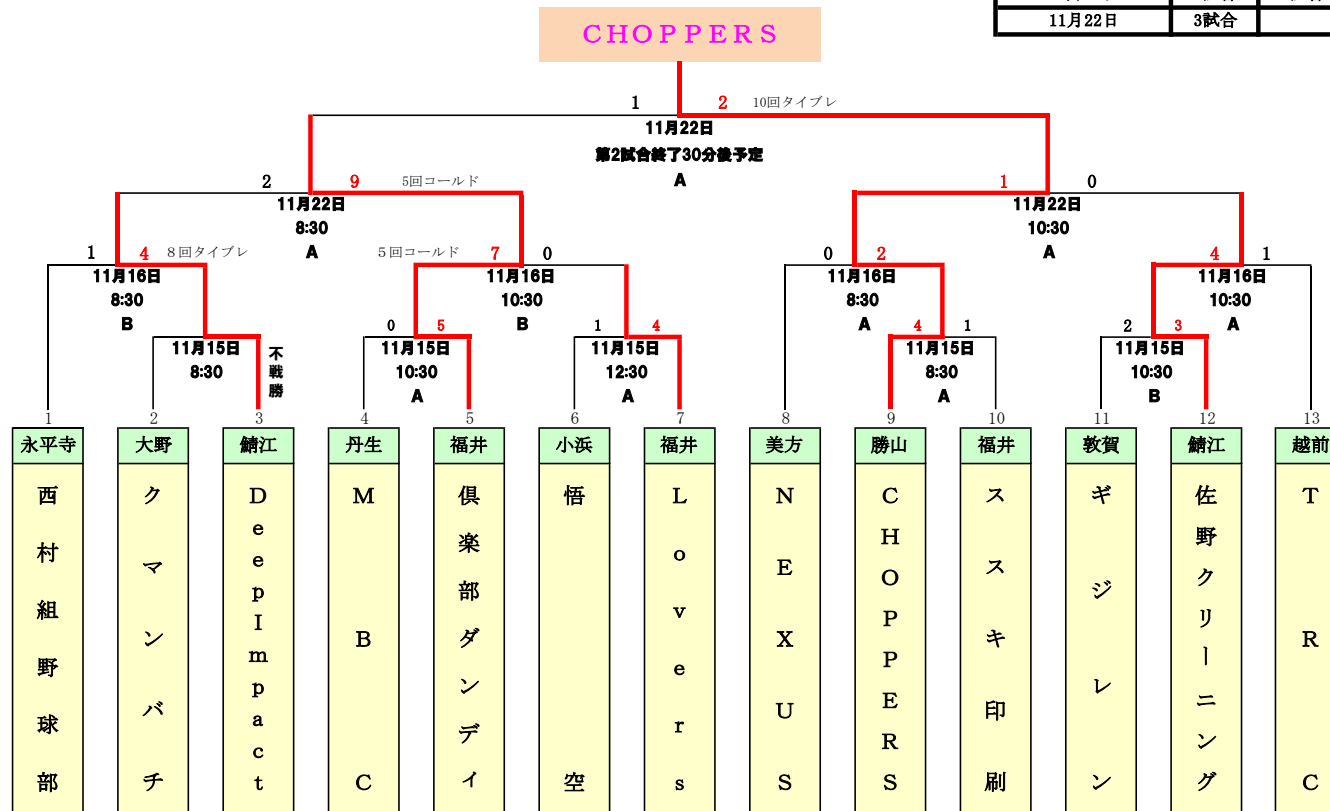 11月22日 3試合
CHOPPERS
1 2 10回タイブレ
11月22日
第2試合終了30分後予定
A
2 9 5回コールド
11月22日
8:30
A
1 0
11月22日
10:30
A
1 4 8回タイブレ
11月16日
8:30
B
5回コールド 7 0
11月16日
10:30
B
0 2
11月16日
8:30
A
4 1
11月16日
10:30
A
11月15日
8:30
不戦勝
0 5
11月15日
10:30
A
1 4
11月15日
12:30
A
4 1
11月15日
8:30
A
2 3
11月15日
10:30
B
1 2 3 4 5 6 7 8 9 10 11 12 13
永平寺 大野 鯖江 丹生 福井 小浜 福井 美方 勝山 福井 敦賀 鯖江 越前
西村組野球部
クマンバチ
DeepImpact
MBC
倶楽部ダンディ
悟空
Lovers
NEXUS
CHOPPERS
ススキ印刷
ギジレン
佐野クリーニング
TRC